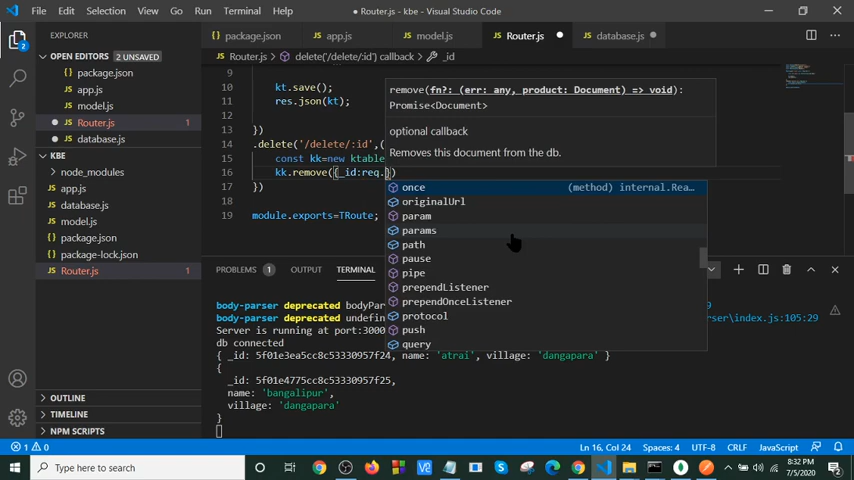 File Edit Selection View Go Run Terminal Help
Router.js - kbe - Visual Studio Code
EXPLORER
package.json
app.js
model.js
Router.js
database.js
OPEN EDITORS 2 UNSAVED
package.json
app.js
model.js
Router.js 1
database.js
KBE
node_modules
app.js
database.js
model.js
package.json
package-lock.json
Router.js 1
OUTLINE
TIMELINE
NPM SCRIPTS
Router.js > delete('/delete/:id') callback > _id
9
10 kt.save();
11 res.json(kt);
12
13 })
14 .delete('/delete/:id',(
15 const kk=new ktable
16 kk.remove({_id:req.})
17 })
18
19 module.exports=TRoute;
remove(fn?: (err: any, product: Document) => void):
Promise<Document>
optional callback
Removes this document from the db.
once (method) internal.Rea…
originalUrl
param
params
path
pause
pipe
prependListener
prependOnceListener
protocol
push
query
PROBLEMS 1 OUTPUT TERMINAL
body-parser deprecated bodyPar
body-parser deprecated undefin
rser\index.js:105:29
Server is running at port:3000
db connected
{ _id: 5f01e3ea5cc8c53330957f24, name: 'atrai', village: 'dangapara' }
{
_id: 5f01e4775cc8c53330957f25,
name: 'bangalipur',
village: 'dangapara'
}
1 0
Ln 16, Col 24 Spaces: 4 UTF-8 CRLF JavaScript
Type here to search
8:32 PM
7/5/2020